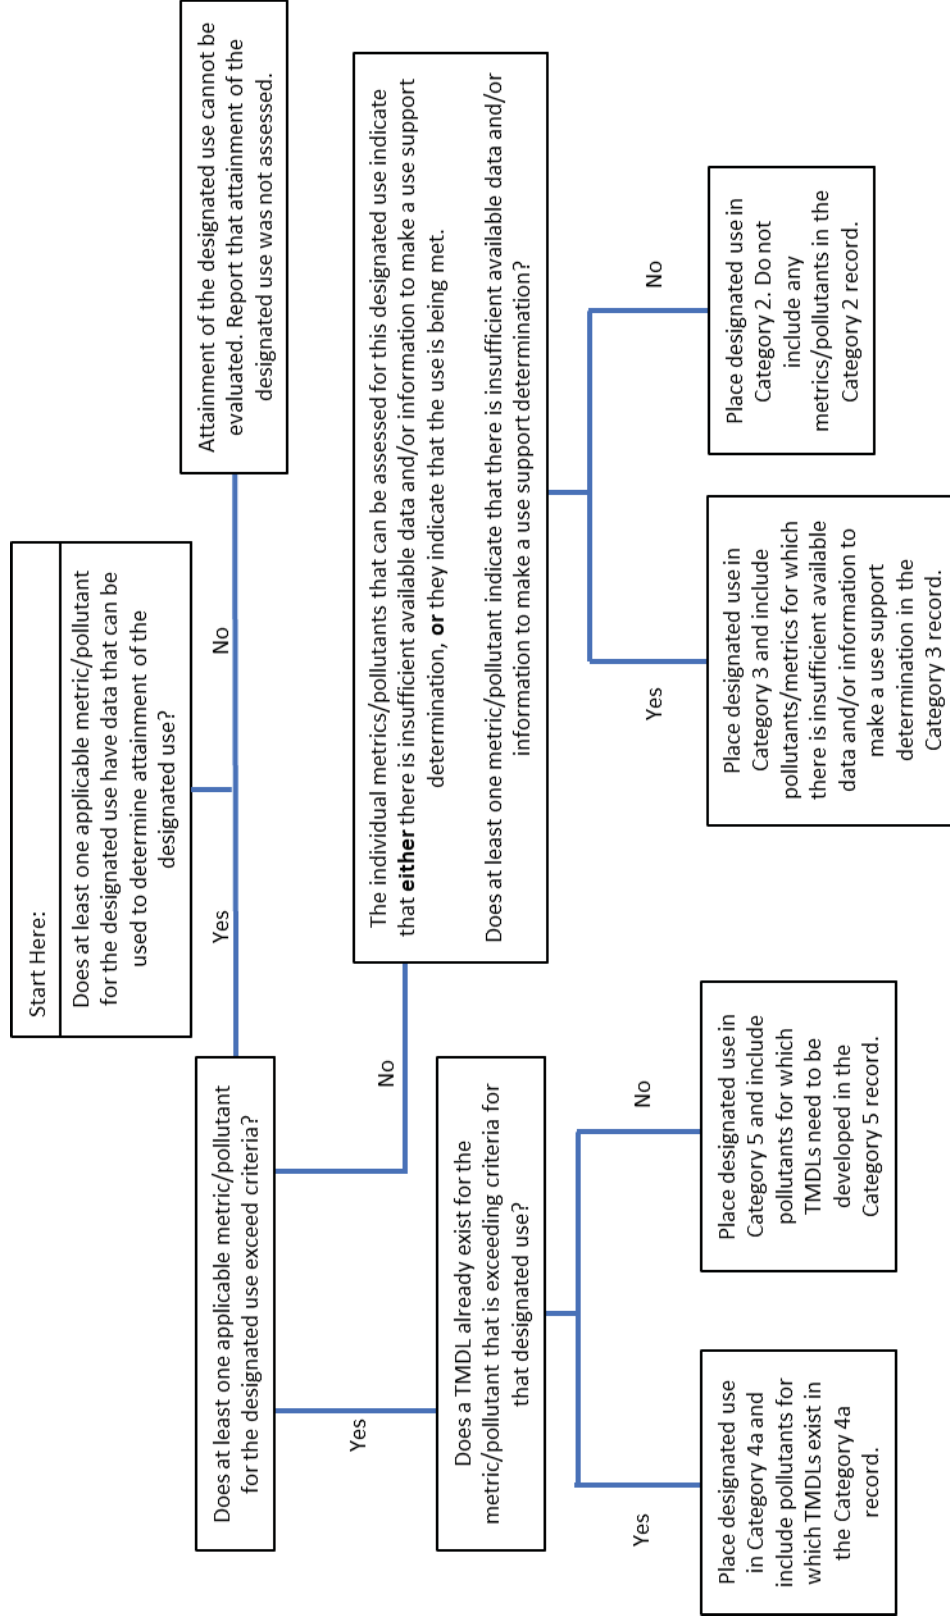 Start Here:
Does at least one applicable metric/pollutant
for the designated use have data that can be
used to determine attainment of the
designated use?
Yes
No
Attainment of the designated use cannot be
evaluated. Report that attainment of the
designated use was not assessed.
Does at least one applicable metric/pollutant
for the designated use exceed criteria?
Yes
No
Does a TMDL already exist for the
metric/pollutant that is exceeding criteria for
that designated use?
The individual metrics/pollutants that can be assessed for this designated use indicate
that either there is insufficient available data and/or information to make a use support
determination, or they indicate that the use is being met.
Does at least one metric/pollutant indicate that there is insufficient available data and/or
information to make a use support determination?
Yes
No
Yes
No
Place designated use
in Category 4a and
include pollutants for
which TMDLs exist in
the Category 4a
record.
Place designated use in
Category 5 and include
pollutants for which
TMDLs need to be
developed in the
Category 5 record.
Place designated use in
Category 3 and include
pollutants/metrics for which
there is insufficient available
data and/or information to
make a use support
determination in the
Category 3 record.
Place designated use in
Category 2. Do not
include any
metrics/pollutants in the
Category 2 record.